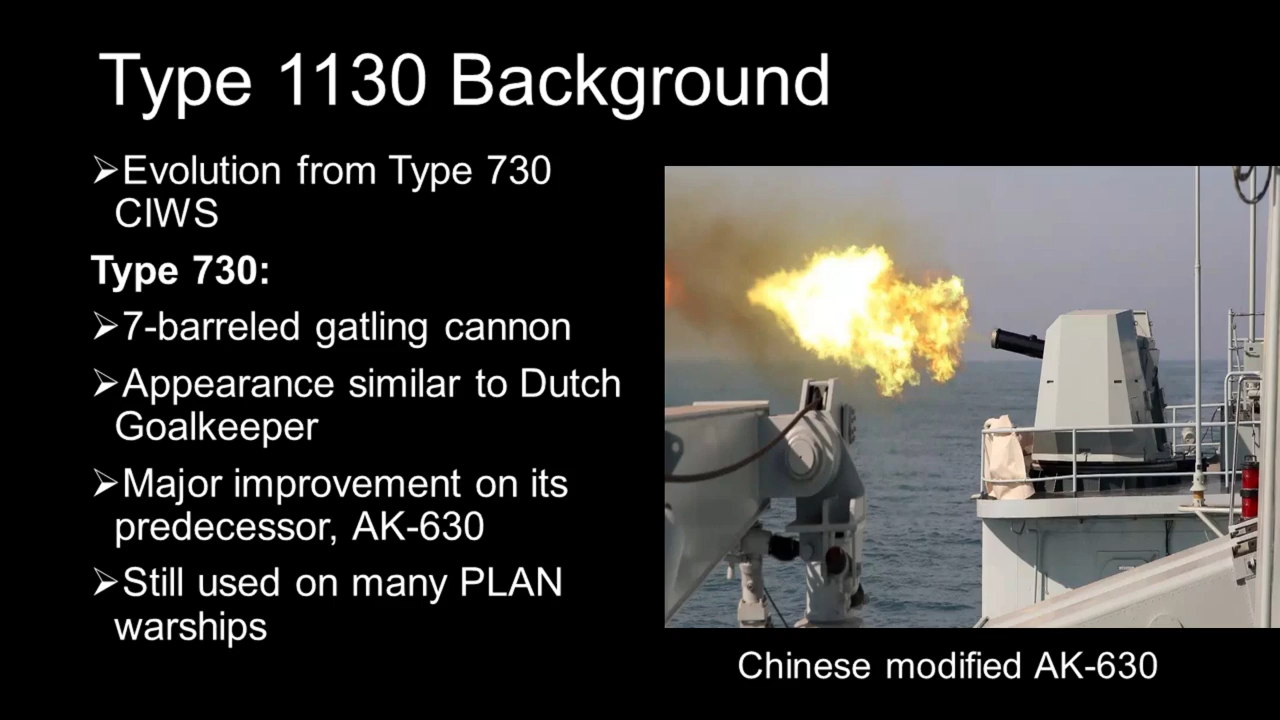 Type 1130 Background
➢Evolution from Type 730
CIWS
Type 730:
➢7-barreled gatling cannon
➢Appearance similar to Dutch
Goalkeeper
➢Major improvement on its
predecessor, AK-630
➢Still used on many PLAN
warships
Chinese modified AK-630